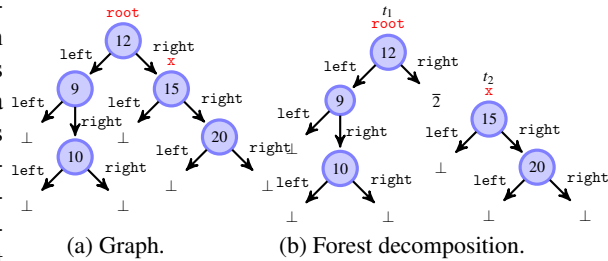 root
12
left right
x
9 15
left right left right
⊥ ⊥
10 20
left right left right
⊥ ⊥ ⊥ ⊥
(a) Graph.
t1
root
12
left right
9 2̅
left right
⊥
10
left right
⊥ ⊥
t2
x
15
left right
⊥
20
left right
⊥ ⊥
(b) Forest decomposition.